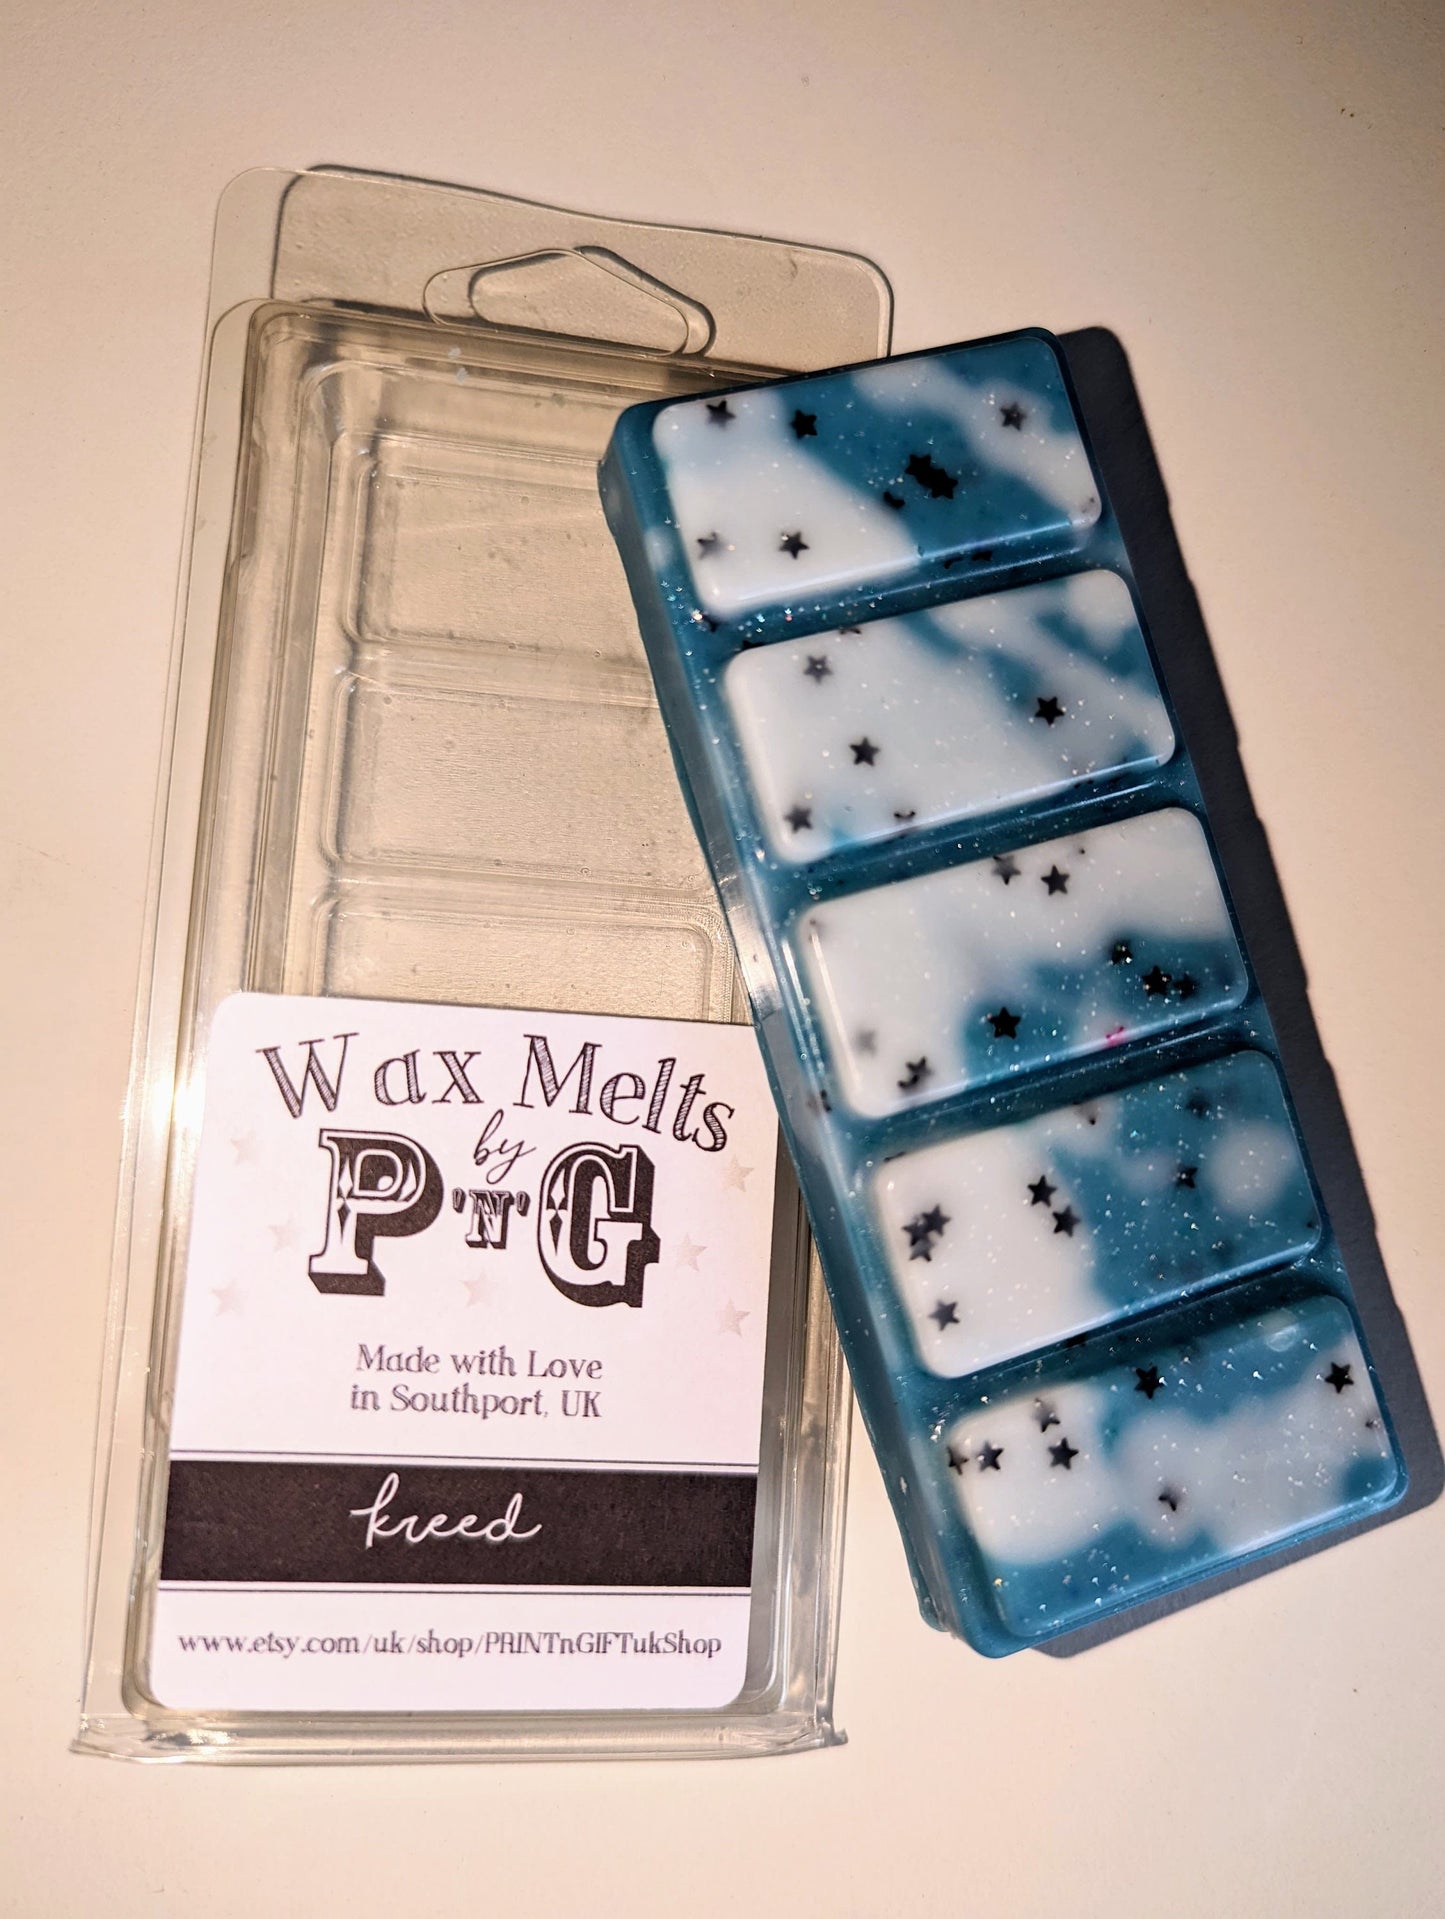 Wax Melts
by
P 'N' G
Made with Love
in Southport, UK
kreed
www.etsy.com/uk/shop/PRINTnGIFTukShop